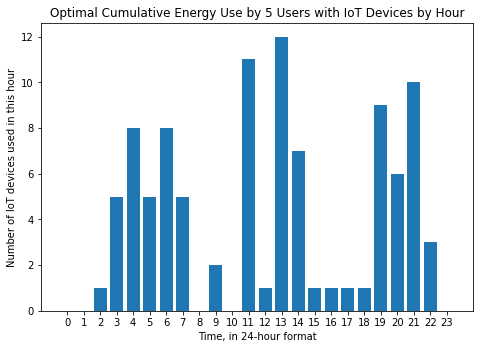 Optimal Cumulative Energy Use by 5 Users with IoT Devices by Hour
Number of IoT devices used in this hour
12
10
8
6
4
2
0
0 1 2 3 4 5 6 7 8 9 10 11 12 13 14 15 16 17 18 19 20 21 22 23
Time, in 24-hour format